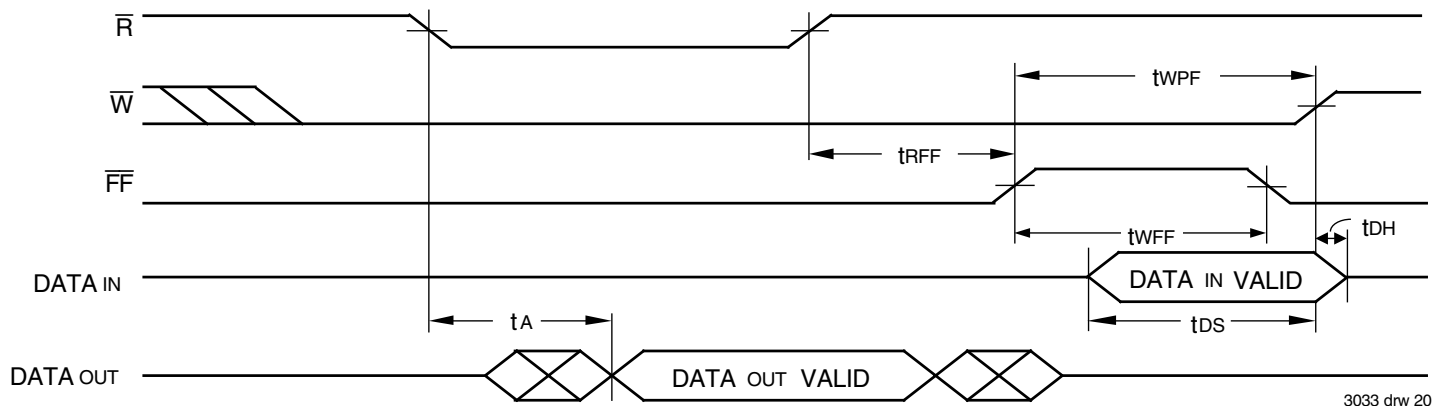 R̅
tWPF
W̅
tRFF
F̅F̅
tDH
tWFF
DATA IN
DATA IN VALID
tA
tDS
DATA OUT
DATA OUT VALID
3033 drw 20